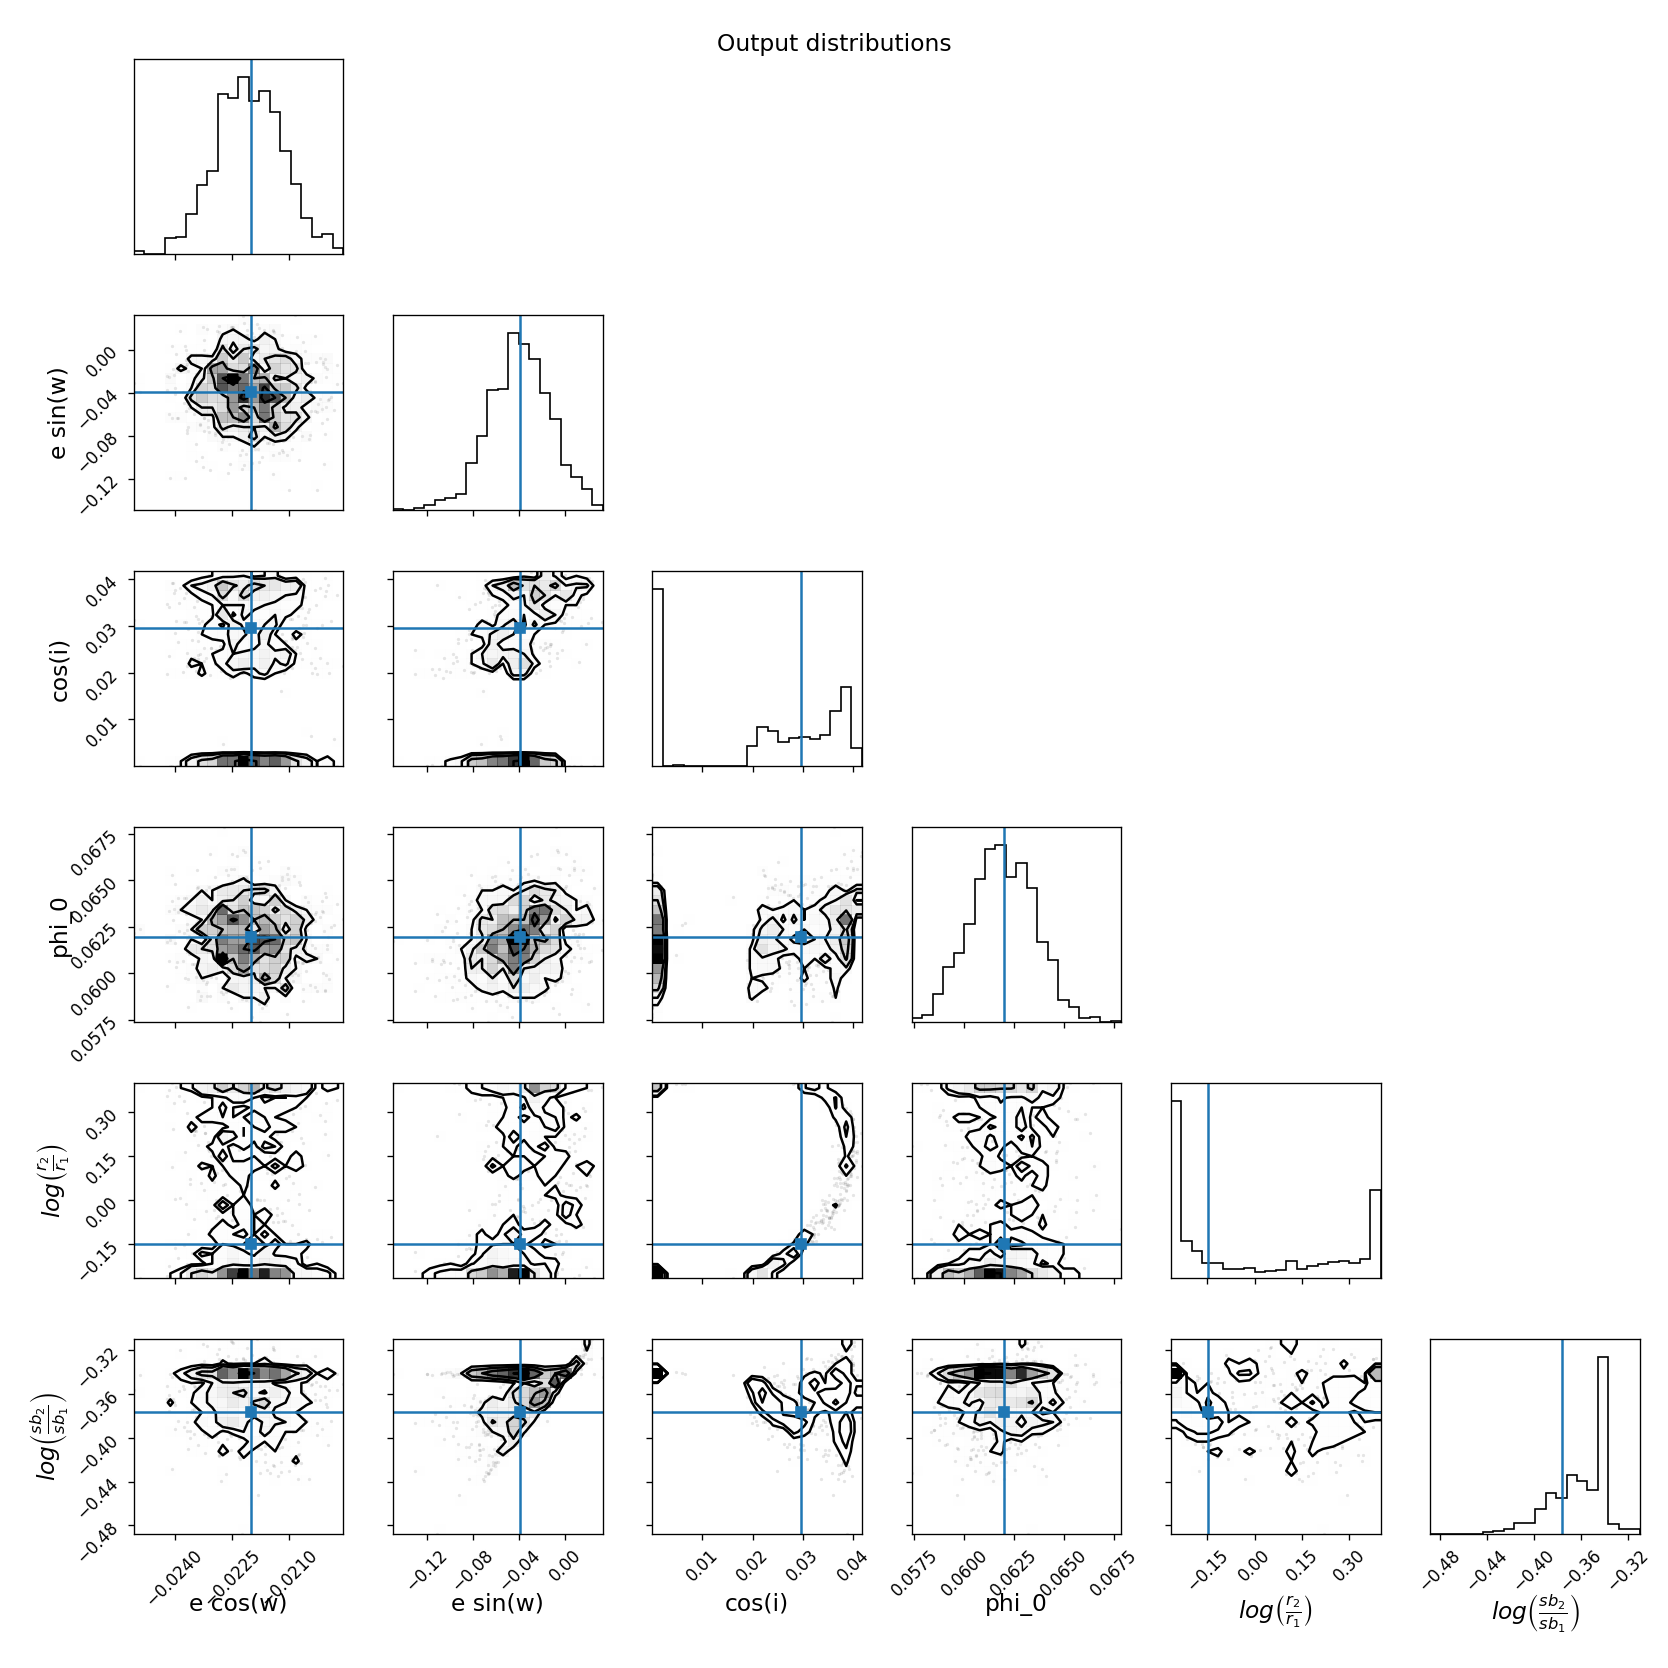 Output distributions
e sin(w)
0.00
−0.04
−0.08
−0.12
cos(i)
0.04
0.03
0.02
0.01
phi_0
0.0675
0.0650
0.0625
0.0600
0.0575
log(r2/r1)
0.30
0.15
0.00
−0.15
log(sb2/sb1)
−0.32
−0.36
−0.40
−0.44
−0.48
−0.0240 −0.0225 −0.0210
e cos(w)
−0.12 −0.08 −0.04 0.00
e sin(w)
0.01 0.02 0.03 0.04
cos(i)
0.0575 0.0600 0.0625 0.0650 0.0675
phi_0
−0.15 0.00 0.15 0.30
log(r2/r1)
−0.48 −0.44 −0.40 −0.36 −0.32
log(sb2/sb1)